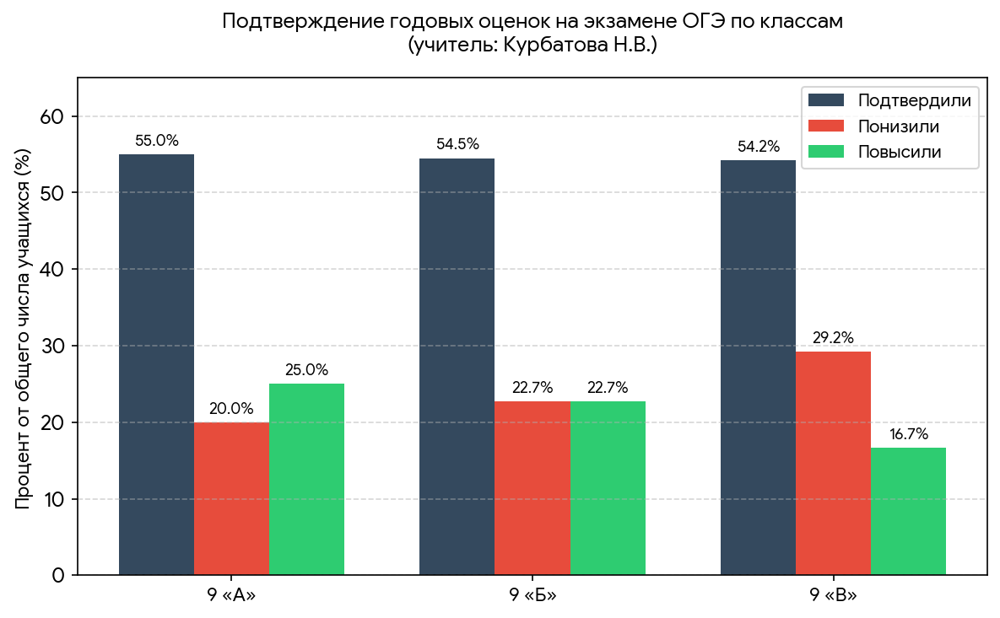 Подтверждение годовых оценок на экзамене ОГЭ по классам
(учитель: Курбатова Н.В.)
Процент от общего числа учащихся (%)
60
50
40
30
20
10
0
Подтвердили
Понизили
Повысили
55.0%
20.0%
25.0%
54.5%
22.7%
22.7%
54.2%
29.2%
16.7%
9 «А»
9 «Б»
9 «В»